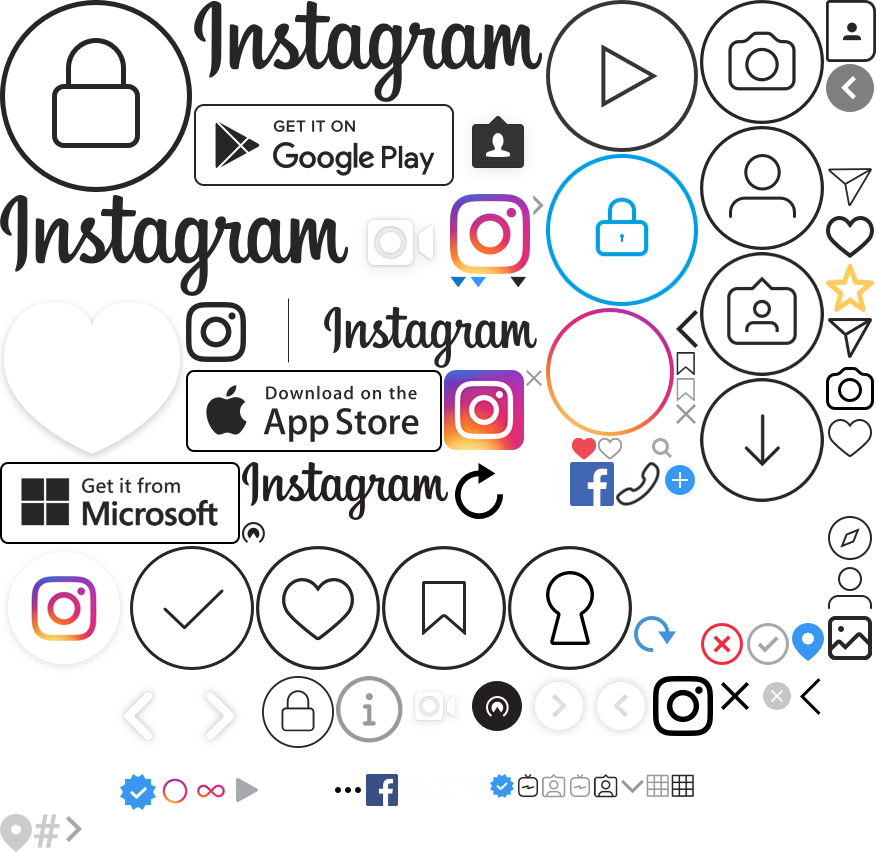 Instagram
GET IT ON
Google Play
Instagram
Instagram
Download on the
App Store
Get it from
Microsoft
Instagram
f
i
f
#